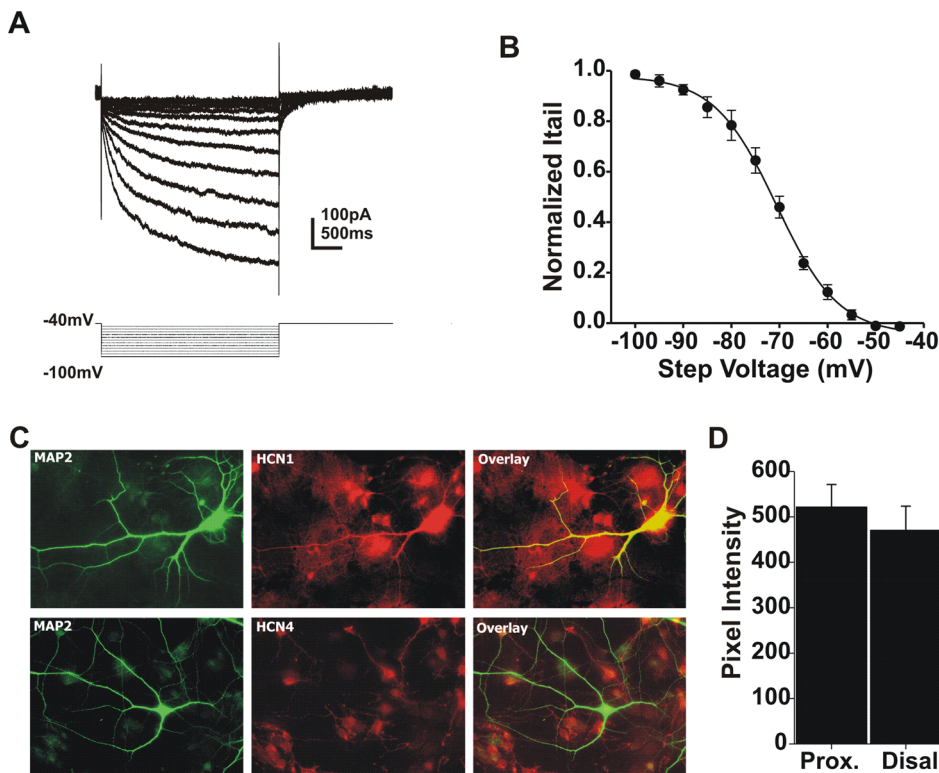 A
100pA
500ms
-40mV
-100mV
B
Normalized Itail
1.0
0.8
0.6
0.4
0.2
0.0
-100 -90 -80 -70 -60 -50 -40
Step Voltage (mV)
C
MAP2
HCN1
Overlay
MAP2
HCN4
Overlay
D
Pixel Intensity
600
500
400
300
200
100
0
Prox. Disal